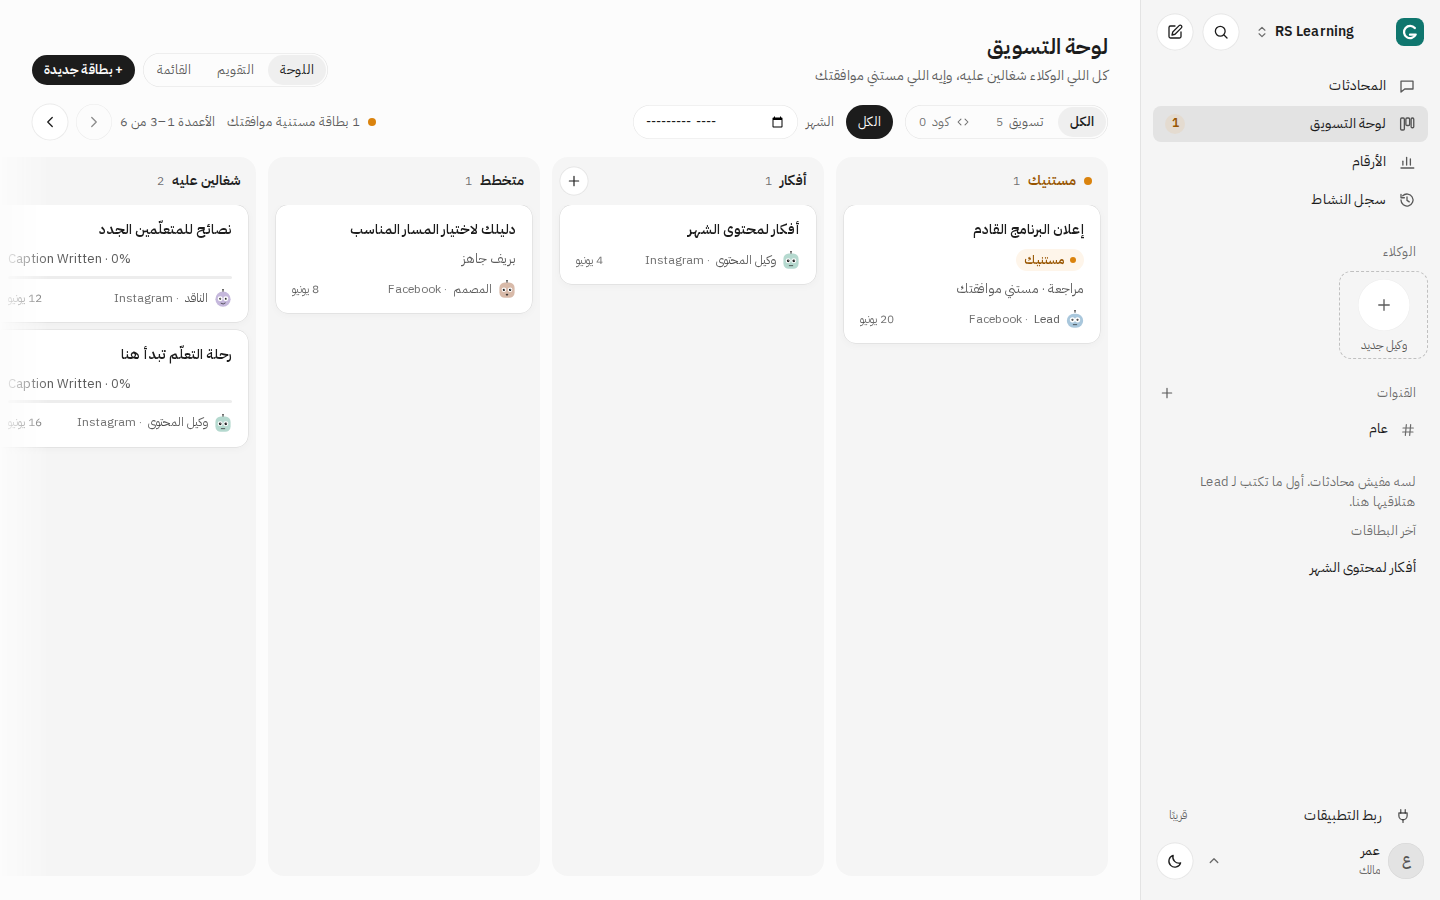 RS Learning
المحادثات
لوحة التسويق 1
الأرقام
سجل النشاط
الوكلاء
وكيل جديد
القنوات
عام
لسه مفيش محادثات. أول ما تكتب لـ Lead
هتلاقيها هنا.
آخر البطاقات
أفكار لمحتوى الشهر
ربط التطبيقات قريبًا
ع عمر
مالك
لوحة التسويق
كل اللي الوكلاء شغالين عليه، وإيه اللي مستني موافقتك
اللوحة التقويم القائمة + بطاقة جديدة
الكل تسويق 5 كود 0 الكل الشهر --------- ----
1 بطاقة مستنية موافقتك الأعمدة 1–3 من 6
مستنيك 1
إعلان البرنامج القادم
مستنيك
مراجعة · مستني موافقتك
Lead · Facebook 20 يونيو
أفكار 1
أفكار لمحتوى الشهر
وكيل المحتوى · Instagram 4 يونيو
متخطط 1
دليلك لاختيار المسار المناسب
بريف جاهز
المصمم · Facebook 8 يونيو
شغالين عليه 2
نصائح للمتعلّمين الجدد
Caption Written · 0%
الناقد · Instagram 12 يونيو
رحلة التعلّم تبدأ هنا
Caption Written · 0%
وكيل المحتوى · Instagram 16 يونيو